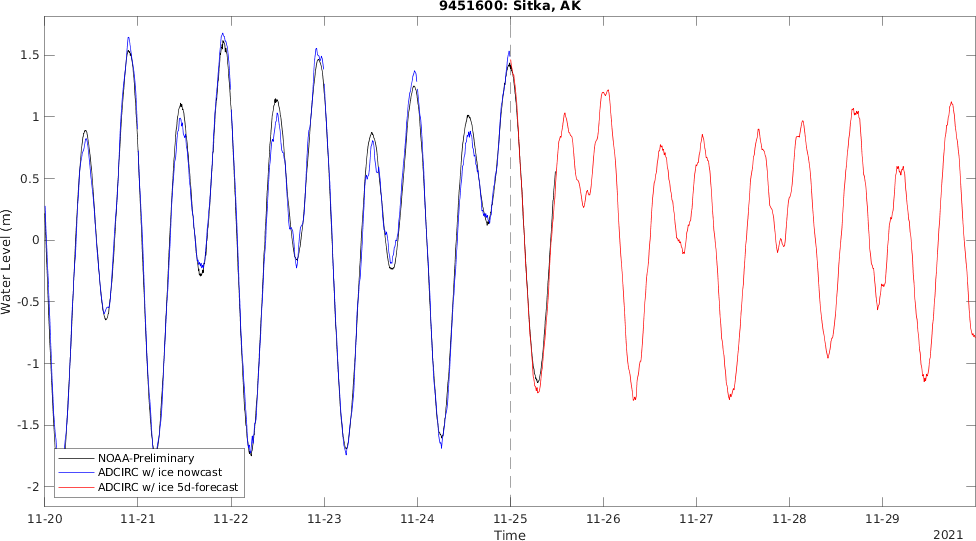 9451600: Sitka, AK
Water Level (m)
1.5
1
0.5
0
-0.5
-1
-1.5
-2
NOAA-Preliminary
ADCIRC w/ ice nowcast
ADCIRC w/ ice 5d-forecast
11-20 11-21 11-22 11-23 11-24 11-25 11-26 11-27 11-28 11-29
Time
2021